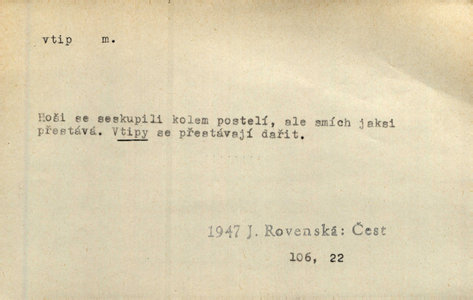 vtip m.
Hoši se seskupili kolem postelí, ale smích jaksi
přestává. Vtipy se přestávají dařit.
1947 J. Rovenská: Čest
106, 22